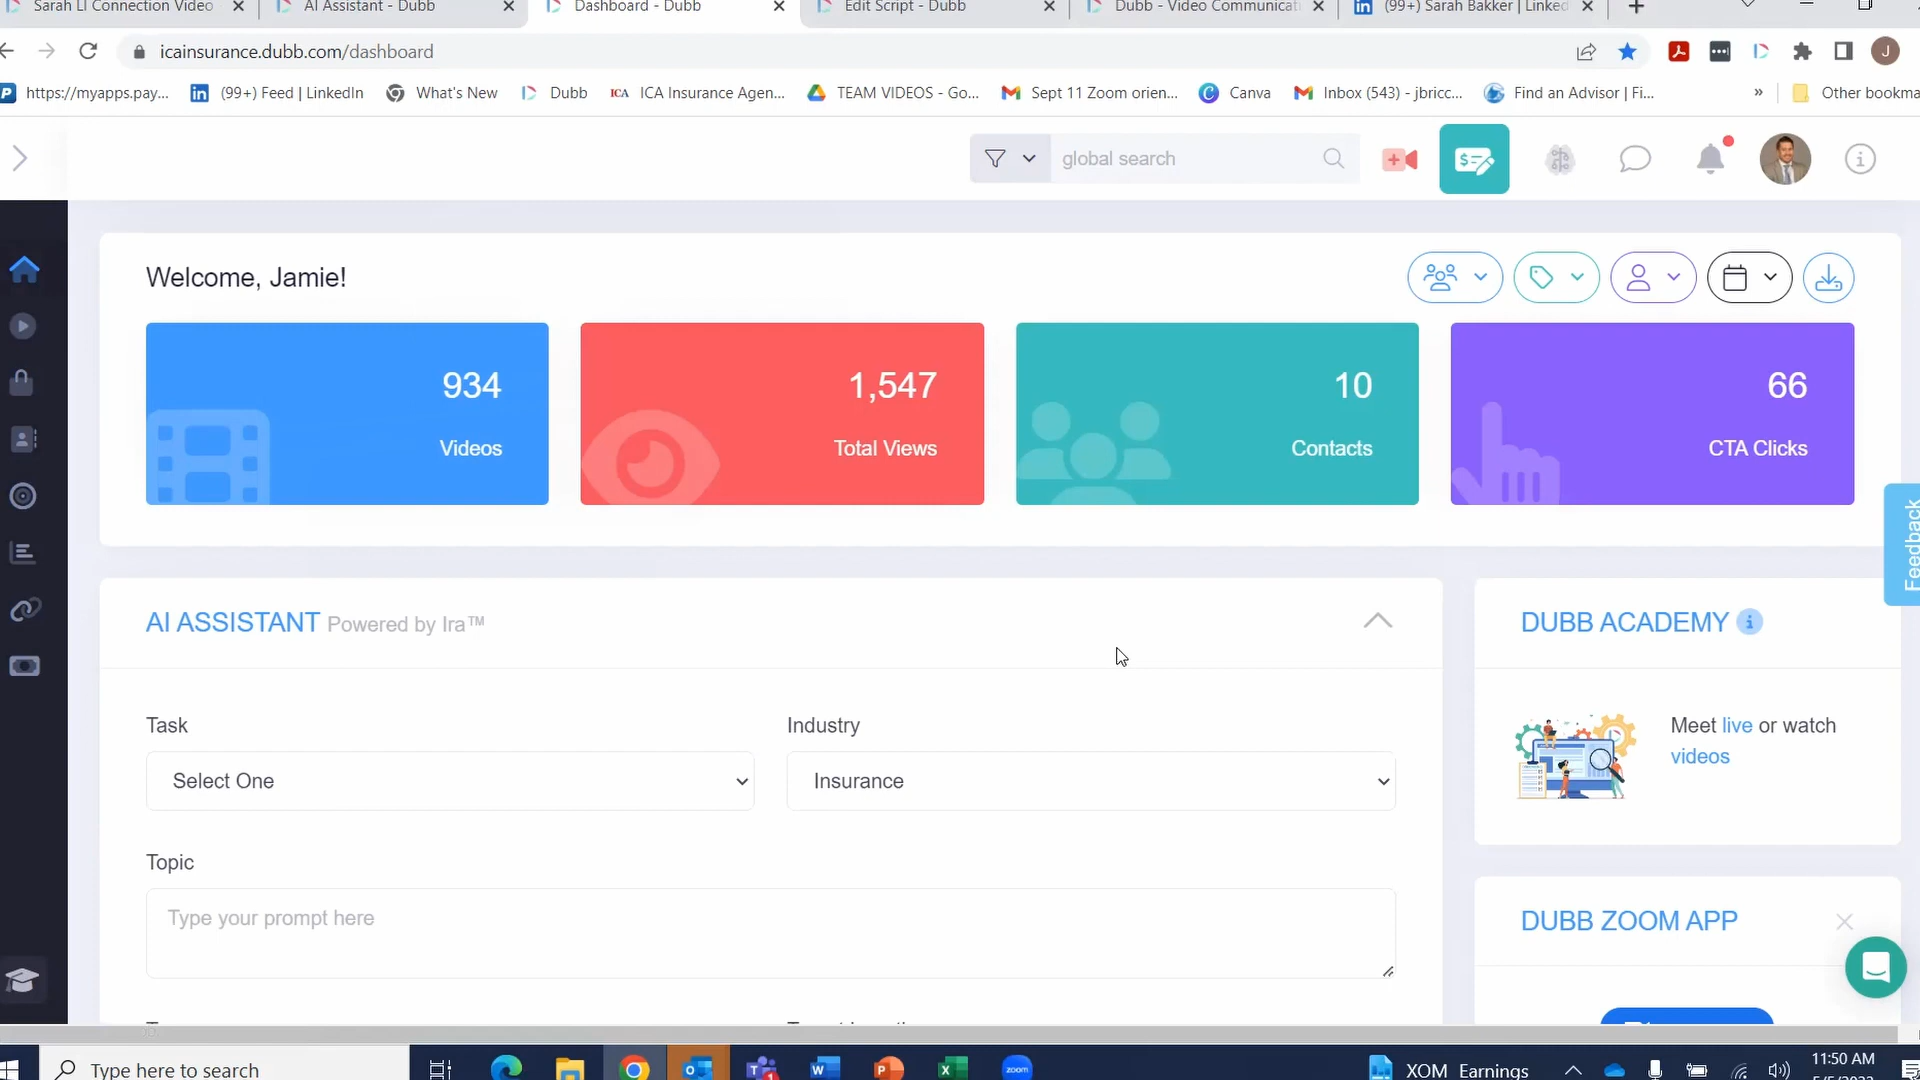 Sarah LI Connection Video
AI Assistant - Dubb
Dashboard - Dubb
Edit Script - Dubb
Dubb - Video Communicat
(99+) Sarah Bakker | Linked
icainsurance.dubb.com/dashboard
J
https://myapps.pay...
(99+) Feed | LinkedIn
What's New
Dubb
ICA ICA Insurance Agen...
TEAM VIDEOS - Go...
Sept 11 Zoom orien...
Canva
Inbox (543) - jbricc...
Find an Advisor | Fi...
»
Other bookma
global search
Welcome, Jamie!
934
Videos
1,547
Total Views
10
Contacts
66
CTA Clicks
Feedback
AI ASSISTANT Powered by Ira™
DUBB ACADEMY
Task
Industry
Meet live or watch
videos
Select One
Insurance
Topic
Type your prompt here
DUBB ZOOM APP
Type here to search
zoom
XOM Earnings
11:50 AM